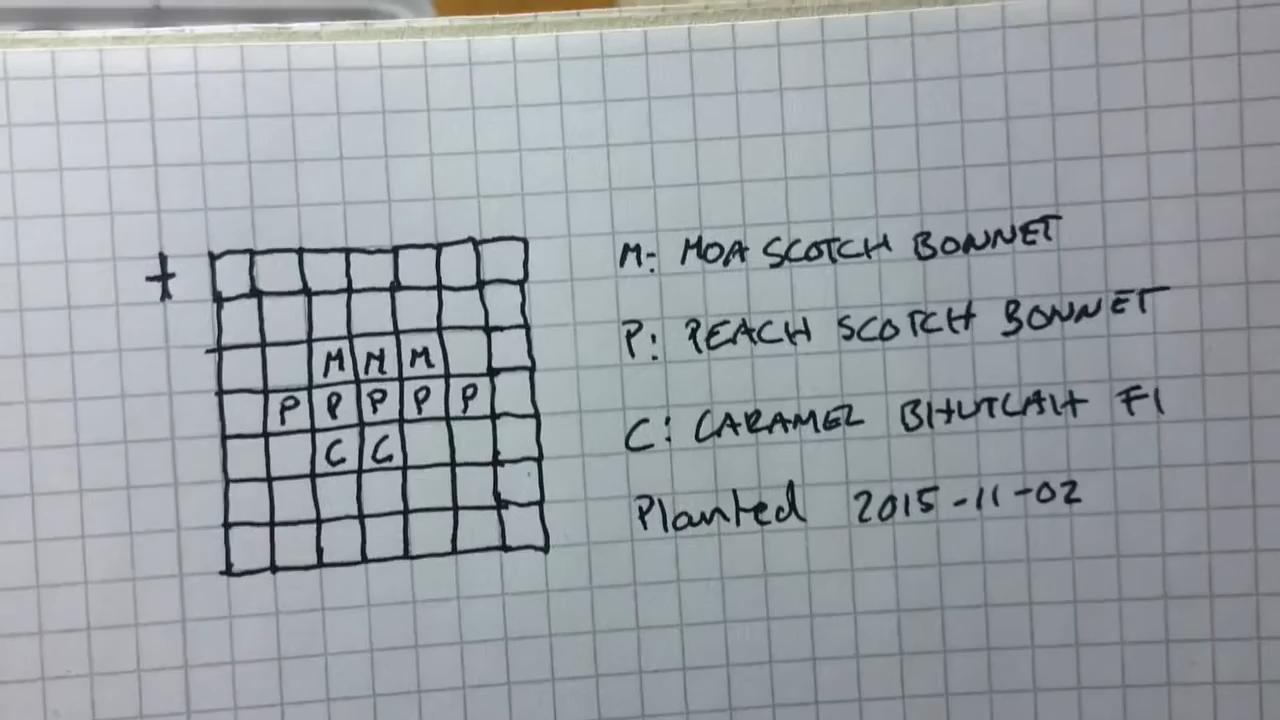 M M M
P P P P P
C C
M: MOA SCOTCH BONNET
P: PEACH SCOTCH BONNET
C: CARAMEL BHUTLAH F1
Planted 2015-11-02